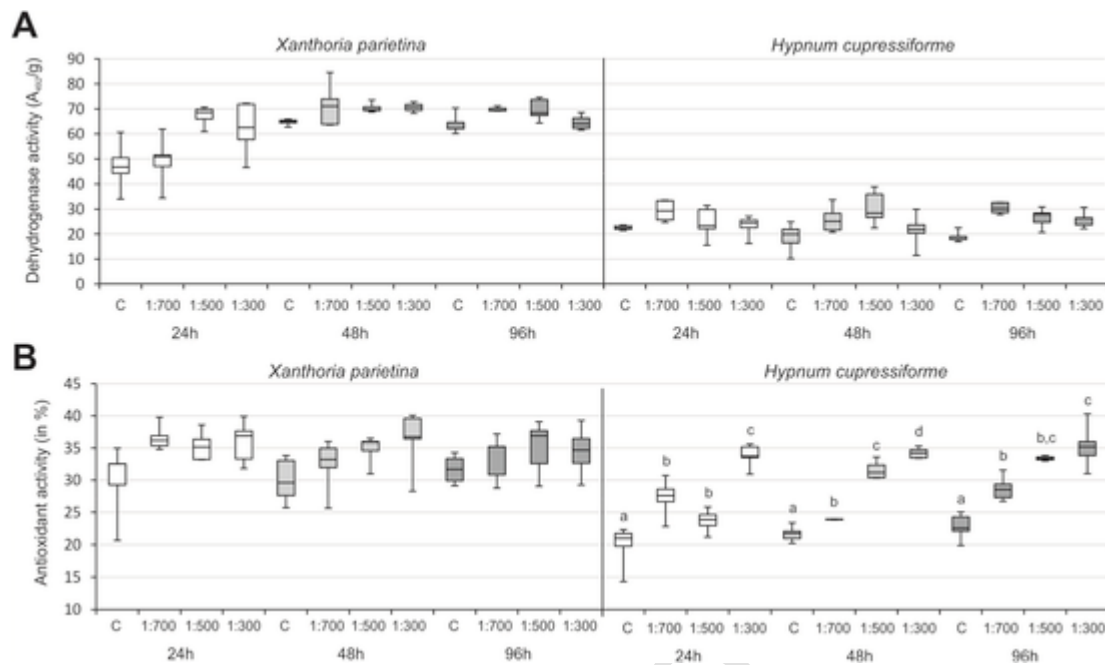 A
Xanthoria parietina
Hypnum cupressiforme
Dehydrogenase activity (A₄₉₂/g)
90
80
70
60
50
40
30
20
10
0
C 1:700 1:500 1:300 C 1:700 1:500 1:300 C 1:700 1:500 1:300 C 1:700 1:500 1:300 C 1:700 1:500 1:300 C 1:700 1:500 1:300
24h 48h 96h 24h 48h 96h
B
Xanthoria parietina
Hypnum cupressiforme
Antioxidant activity (in %)
45
40
35
30
25
20
15
10
a b b c a b c d a b b,c c
C 1:700 1:500 1:300 C 1:700 1:500 1:300 C 1:700 1:500 1:300 C 1:700 1:500 1:300 C 1:700 1:500 1:300 C 1:700 1:500 1:300
24h 48h 96h 24h 48h 96h